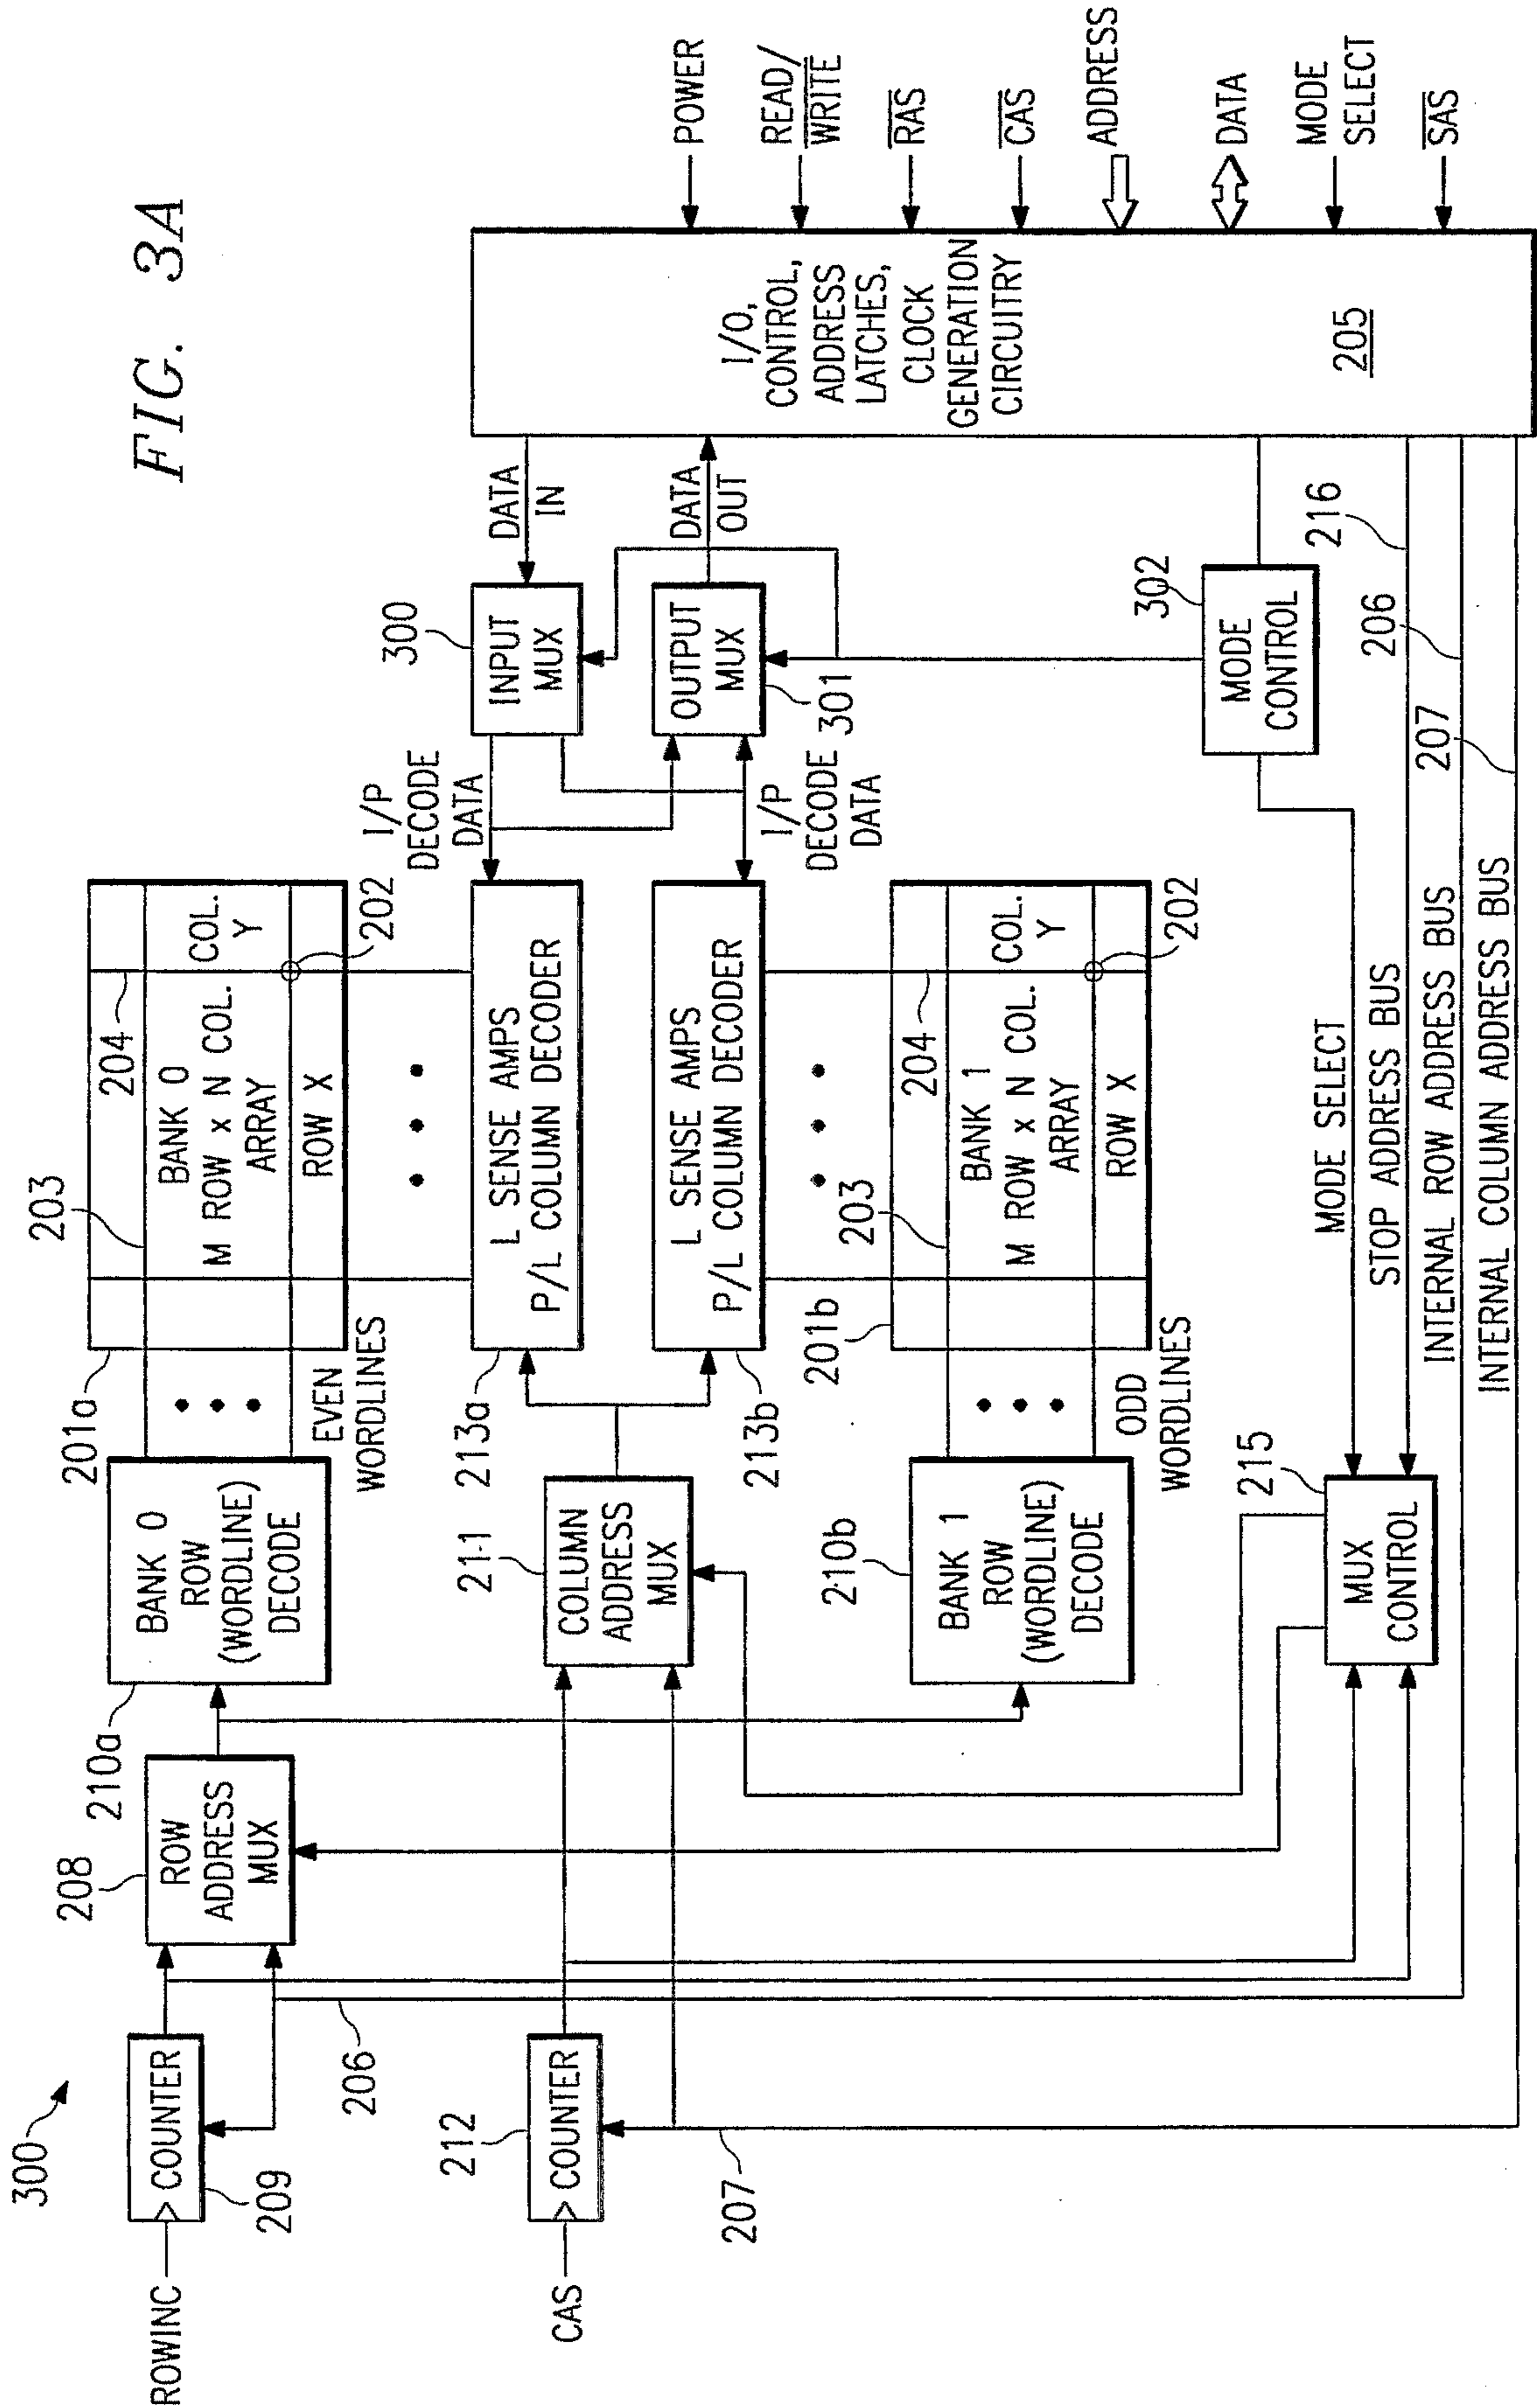 FIG. 3A
300
ROWINC
COUNTER
209
206
CAS
COUNTER
212
207
208
ROW
ADDRESS
MUX
210a
BANK 0
ROW
(WORDLINE)
DECODE
EVEN
WORDLINES
201a
203
204
BANK 0
M ROW x N COL.
ARRAY
COL.
Y
ROW X
202
211
COLUMN
ADDRESS
MUX
213a
L SENSE AMPS
P/L COLUMN DECODER
213b
L SENSE AMPS
P/L COLUMN DECODER
210b
BANK 1
ROW
(WORDLINE)
DECODE
ODD
WORDLINES
201b
203
204
BANK 1
M ROW x N COL.
ARRAY
COL.
Y
ROW X
202
I/P
DECODE
DATA
I/P
DECODE
DATA
300
INPUT
MUX
OUTPUT
MUX
301
DATA
IN
DATA
OUT
302
MODE
CONTROL
215
MUX
CONTROL
MODE SELECT
STOP ADDRESS BUS
INTERNAL ROW ADDRESS BUS
INTERNAL COLUMN ADDRESS BUS
216
206
207
I/O,
CONTROL,
ADDRESS
LATCHES,
CLOCK
GENERATION
CIRCUITRY
205
POWER
READ/
WRITE
RAS
CAS
ADDRESS
DATA
MODE
SELECT
SAS